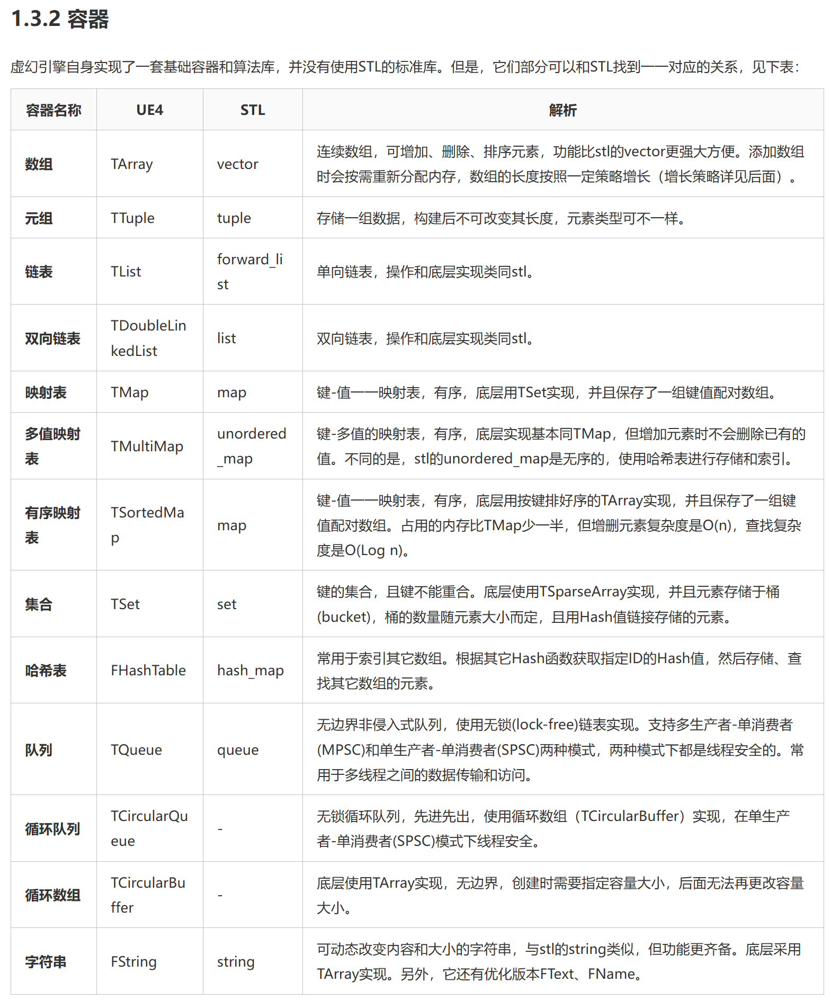 1.3.2 容器
虚幻引擎自身实现了一套基础容器和算法库，并没有使用STL的标准库。但是，它们部分可以和STL找到一一对应的关系，见下表：
容器名称 UE4 STL 解析
数组 TArray vector 连续数组，可增加、删除、排序元素，功能比stl的vector更强大方便。添加数组
时会按需重新分配内存，数组的长度按照一定策略增长（增长策略详见后面）。
元组 TTuple tuple 存储一组数据，构建后不可改变其长度，元素类型可不一样。
链表 TList forward_li
st
单向链表，操作和底层实现类同stl。
双向链表 TDoubleLin
kedList
list 双向链表，操作和底层实现类同stl。
映射表 TMap map 键-值一一映射表，有序，底层用TSet实现，并且保存了一组键值配对数组。
多值映射
表
TMultiMap unordered
_map
键-多值的映射表，有序，底层实现基本同TMap，但增加元素时不会删除已有的
值。不同的是，stl的unordered_map是无序的，使用哈希表进行存储和索引。
有序映射
表
TSortedMa
p
map 键-值一一映射表，有序，底层用按键排好序的TArray实现，并且保存了一组键
值配对数组。占用的内存比TMap少一半，但增删元素复杂度是O(n)，查找复杂
度是O(Log n)。
集合 TSet set 键的集合，且键不能重合。底层使用TSparseArray实现，并且元素存储于桶
(bucket)，桶的数量随元素大小而定，且用Hash值链接存储的元素。
哈希表 FHashTable hash_map 常用于索引其它数组。根据其它Hash函数获取指定ID的Hash值，然后存储、查
找其它数组的元素。
队列 TQueue queue 无边界非侵入式队列，使用无锁(lock-free)链表实现。支持多生产者-单消费者
(MPSC)和单生产者-单消费者(SPSC)两种模式，两种模式下都是线程安全的。常
用于多线程之间的数据传输和访问。
循环队列 TCircularQu
eue
- 无锁循环队列，先进先出，使用循环数组（TCircularBuffer）实现，在单生产
者-单消费者(SPSC)模式下线程安全。
循环数组 TCircularBu
ffer
- 底层使用TArray实现，无边界，创建时需要指定容量大小，后面无法再更改容量
大小。
字符串 FString string 可动态改变内容和大小的字符串，与stl的string类似，但功能更齐备。底层采用
TArray实现。另外，它还有优化版本FText、FName。